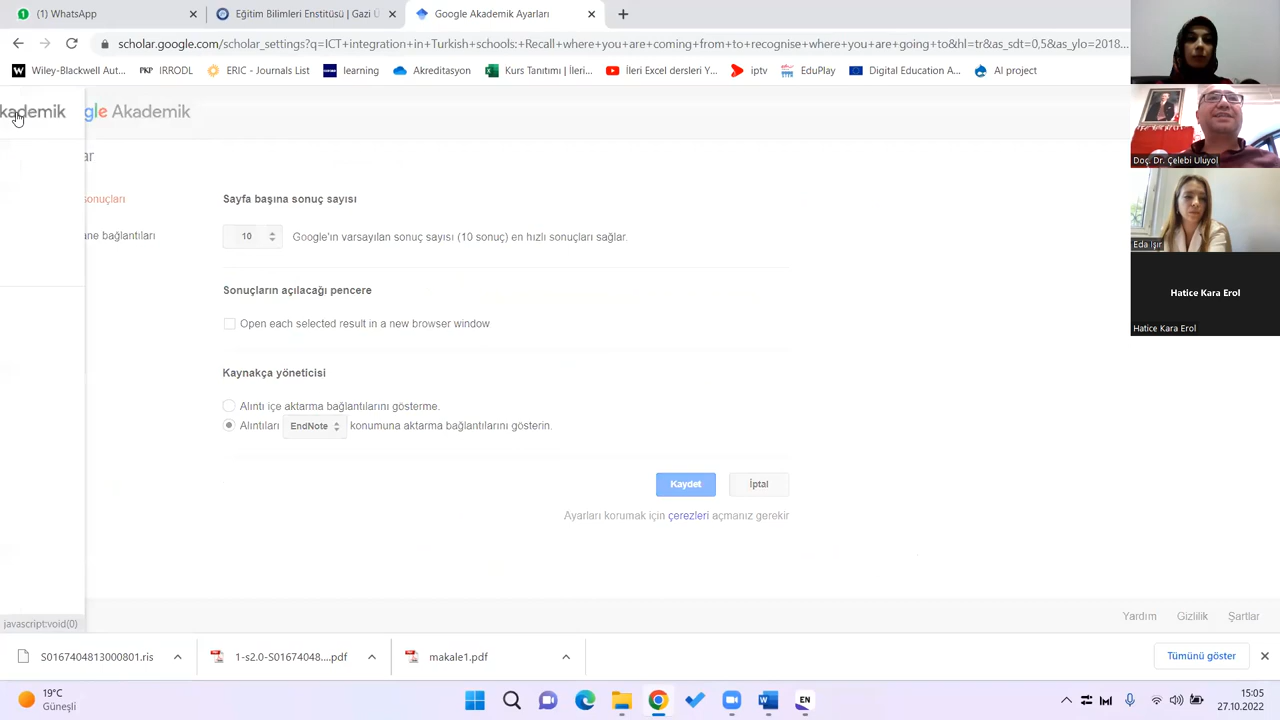 (1) WhatsApp
Eğitim Bilimleri Enstitüsü | Gazi Ü
Google Akademik Ayarları
scholar.google.com/scholar_settings?q=ICT+integration+in+Turkish+schools:+Recall+where+you+are+coming+from+to+recognise+where+you+are+going+to&hl=tr&as_sdt=0,5&as_ylo=2018...
Wiley-Blackwell Aut...
PKP IRRODL
ERIC - Journals List
learning
Akreditasyon
Kurs Tanıtımı | İleri...
İleri Excel dersleri Y...
iptv
EduPlay
Digital Education A...
AI project
kademik
gle Akademik
ar
sonuçları
ane bağlantıları
Sayfa başına sonuç sayısı
10 Google'ın varsayılan sonuç sayısı (10 sonuç) en hızlı sonuçları sağlar.
Sonuçların açılacağı pencere
Open each selected result in a new browser window
Kaynakça yöneticisi
Alıntı içe aktarma bağlantılarını gösterme.
Alıntıları EndNote konumuna aktarma bağlantılarını gösterin.
Kaydet İptal
Ayarları korumak için çerezleri açmanız gerekir
Yardım Gizlilik Şartlar
javascript:void(0)
Doç. Dr. Çelebi Uluyol
Eda Işır
Hatice Kara Erol
Hatice Kara Erol
S0167404813000801.ris
1-s2.0-S01674048....pdf
makale1.pdf
Tümünü göster
19°C
Güneşli
EN
15:05
27.10.2022